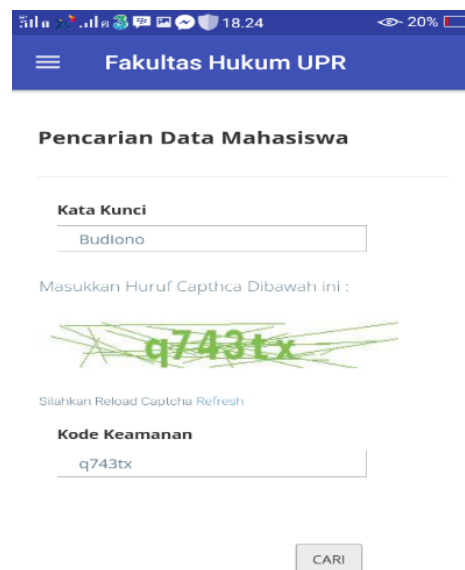 18.24 20%
Fakultas Hukum UPR
Pencarian Data Mahasiswa
Kata Kunci
Budiono
Masukkan Huruf Capthca Dibawah ini :
q743tx
Silahkan Reload Captcha Refresh
Kode Keamanan
q743tx
CARI